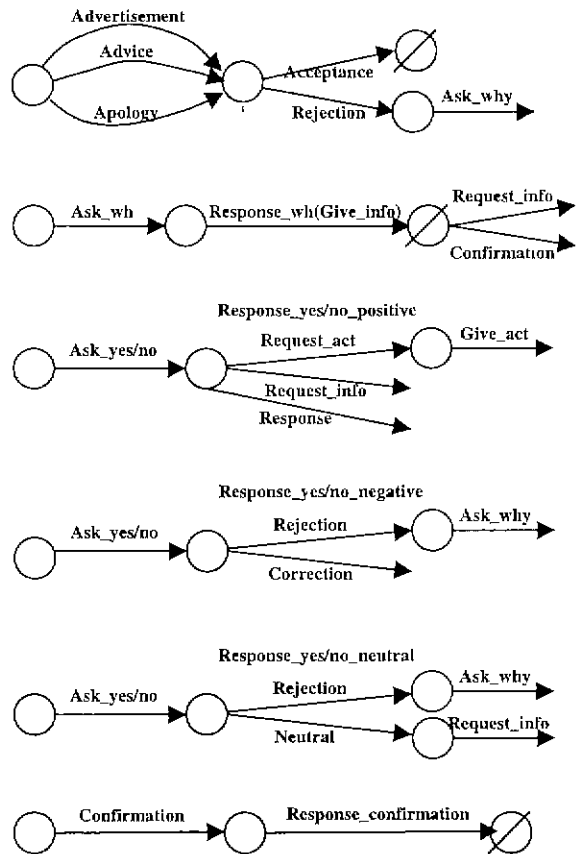 Advertisement
Advice
Acceptance
Apology
Rejection
Ask_why
Ask_wh
Response_wh(Give_info)
Request_info
Confirmation
Response_yes/no_positive
Ask_yes/no
Request_act
Give_act
Request_info
Response
Response_yes/no_negative
Ask_yes/no
Rejection
Ask_why
Correction
Response_yes/no_neutral
Ask_yes/no
Rejection
Ask_why
Neutral
Request_info
Confirmation
Response_confirmation